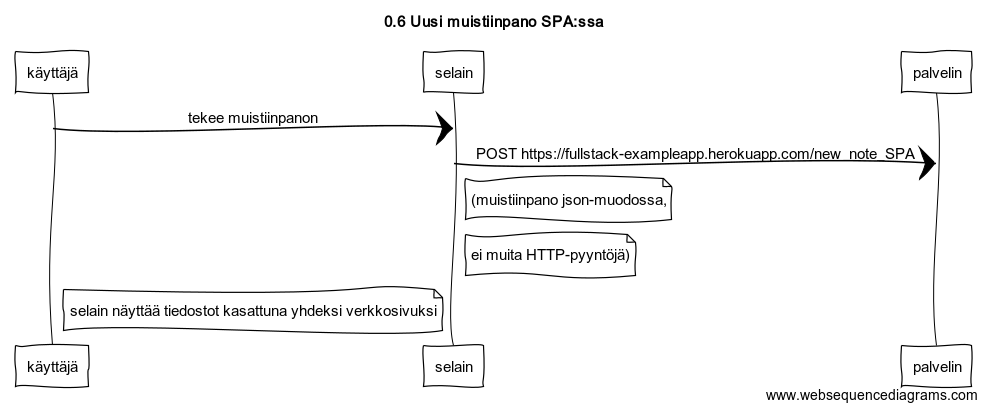 0.6 Uusi muistiinpano SPA:ssa
käyttäjä
selain
palvelin
tekee muistiinpanon
POST https://fullstack-exampleapp.herokuapp.com/new_note_SPA
(muistiinpano json-muodossa,
ei muita HTTP-pyyntöjä)
selain näyttää tiedostot kasattuna yhdeksi verkkosivuksi
käyttäjä
selain
palvelin
www.websequencediagrams.com